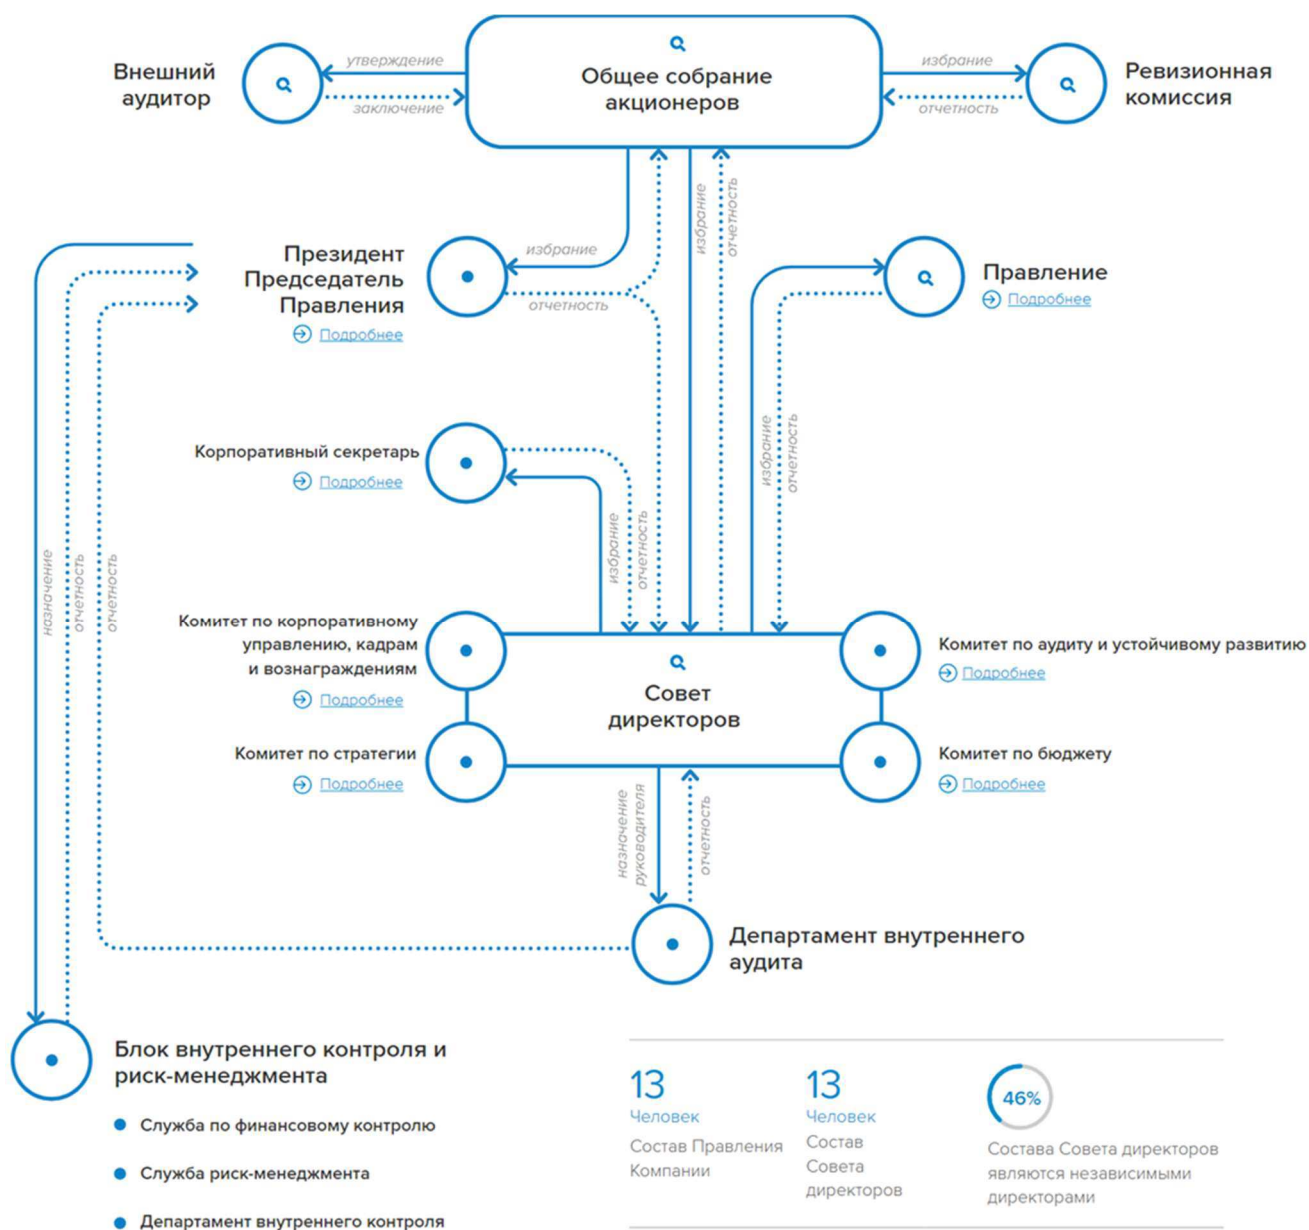 Внешний
аудитор
утверждение
заключение
Общее собрание
акционеров
избрание
отчетность
Ревизионная
комиссия
избрание
отчетность
Президент
Председатель
Правления
Подробнее
избрание
отчетность
Правление
Подробнее
Корпоративный секретарь
Подробнее
избрание
отчетность
избрание
отчетность
назначение
отчетность
отчетность
Комитет по корпоративному
управлению, кадрам
и вознаграждениям
Подробнее
Комитет по стратегии
Подробнее
Совет
директоров
Комитет по аудиту и устойчивому развитию
Подробнее
Комитет по бюджету
Подробнее
назначение
руководителя
отчетность
Департамент внутреннего
аудита
Блок внутреннего контроля и
риск-менеджмента
Служба по финансовому контролю
Служба риск-менеджмента
Департамент внутреннего контроля
13
Человек
Состав Правления
Компании
13
Человек
Состав
Совета
директоров
46%
Состава Совета директоров
являются независимыми
директорами